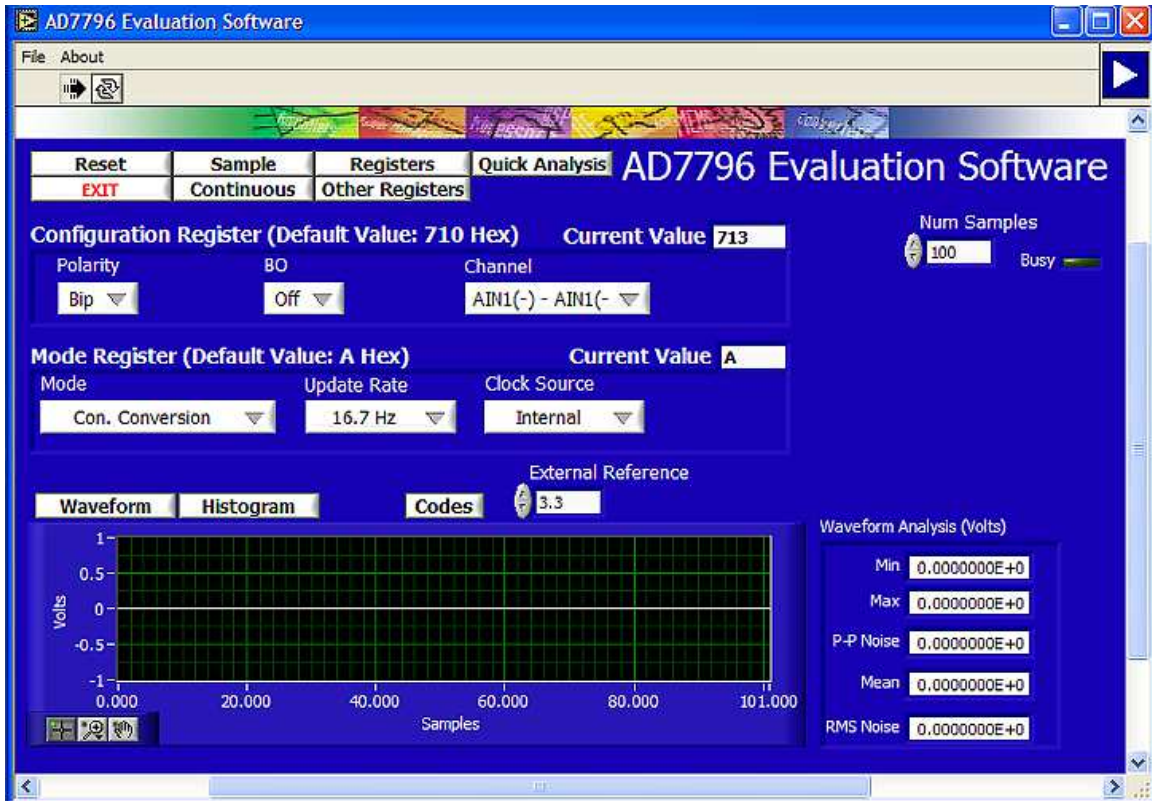 AD7796 Evaluation Software
File About
Reset Sample Registers Quick Analysis AD7796 Evaluation Software
EXIT Continuous Other Registers
Configuration Register (Default Value: 710 Hex) Current Value 713
Num Samples
100
Busy
Polarity BO Channel
Bip Off AIN1(-) - AIN1(-
Mode Register (Default Value: A Hex) Current Value A
Mode Update Rate Clock Source
Con. Conversion 16.7 Hz Internal
External Reference
Waveform Histogram Codes 3.3
Waveform Analysis (Volts)
1
0.5
0
-0.5
-1
Volts
0.000 20.000 40.000 60.000 80.000 101.000
Samples
Min 0.0000000E+0
Max 0.0000000E+0
P-P Noise 0.0000000E+0
Mean 0.0000000E+0
RMS Noise 0.0000000E+0